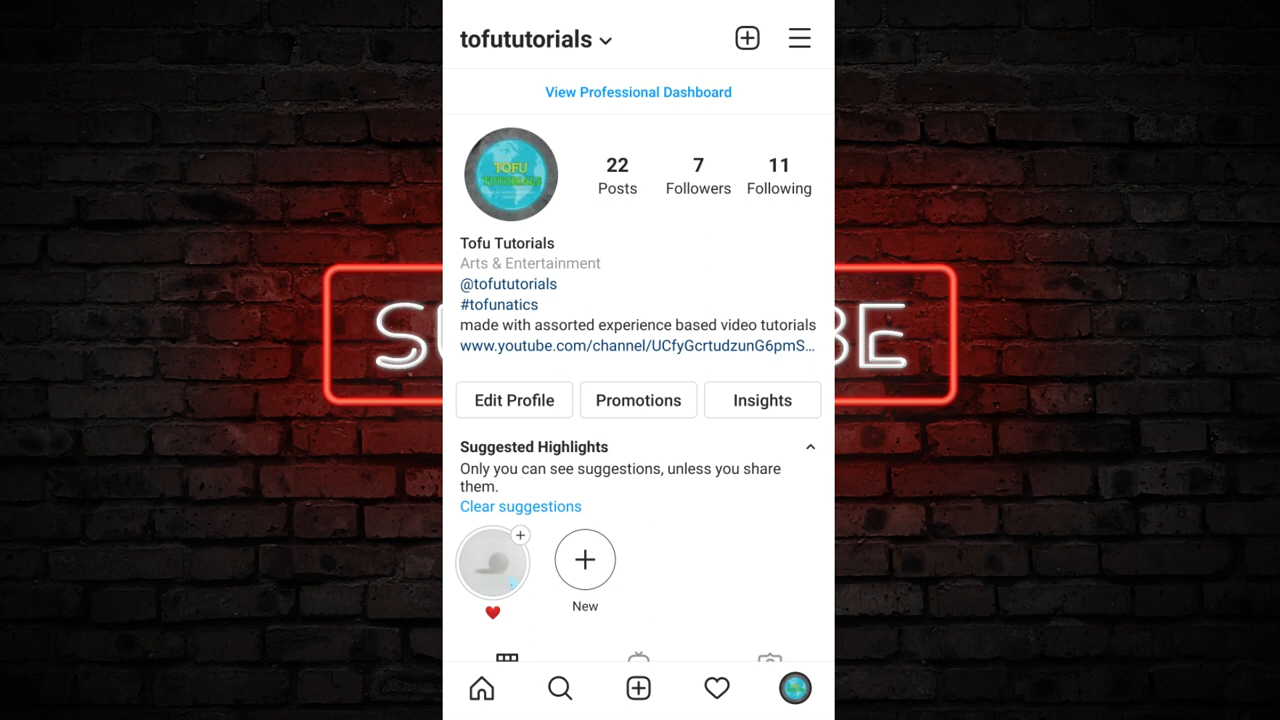 tofututorials
View Professional Dashboard
TOFU
TUTORIALS
22
Posts
7
Followers
11
Following
Tofu Tutorials
Arts & Entertainment
@tofututorials
#tofunatics
made with assorted experience based video tutorials
www.youtube.com/channel/UCfyGcrtudzunG6pmS...
Edit Profile
Promotions
Insights
Suggested Highlights
Only you can see suggestions, unless you share
them.
Clear suggestions
New